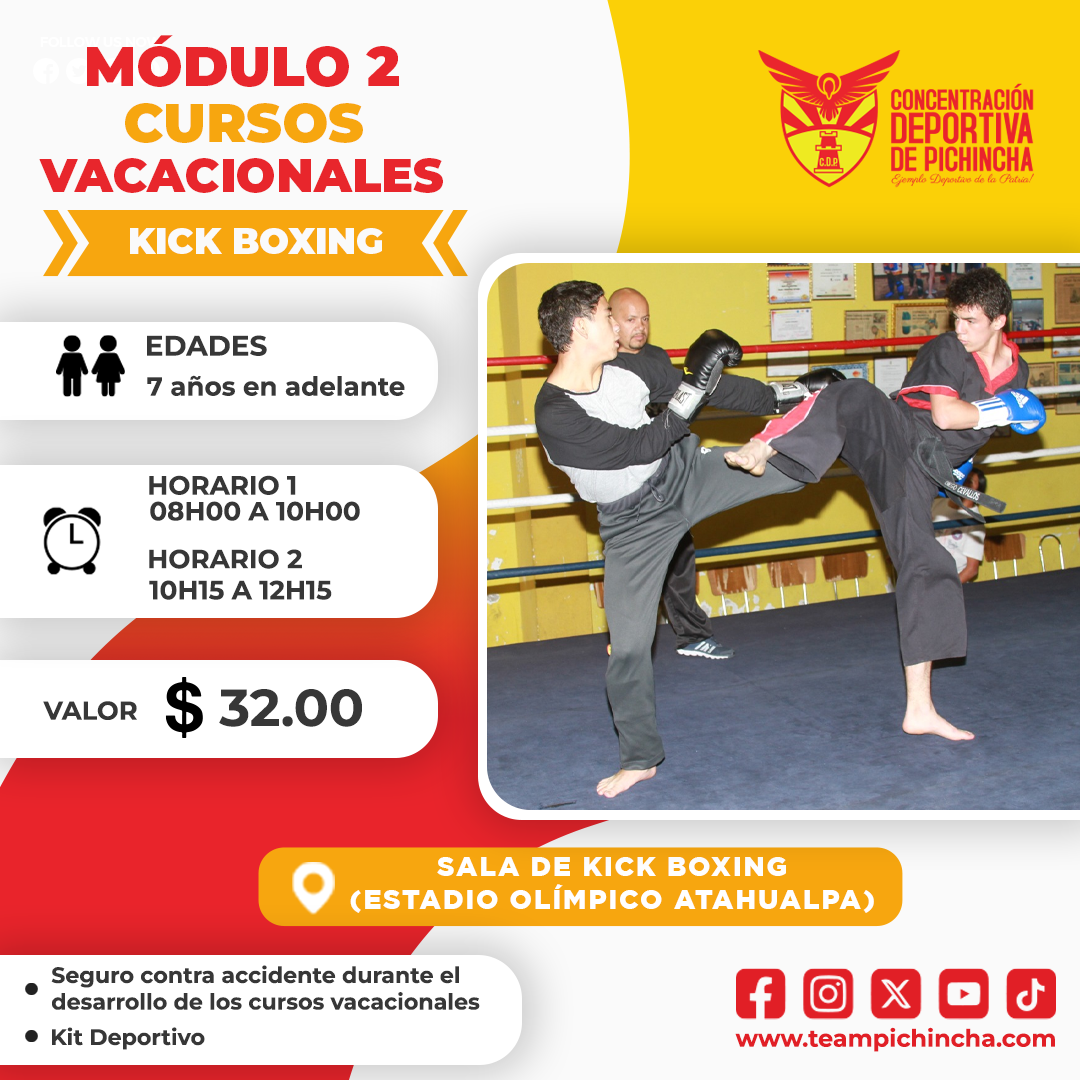 MÓDULO 2
CURSOS
VACACIONALES
KICK BOXING
CONCENTRACIÓN
DEPORTIVA
DE PICHINCHA
Ejemplo Deportivo de la Patria!
C.D.P.
EDADES
7 años en adelante
HORARIO 1
08H00 A 10H00
HORARIO 2
10H15 A 12H15
VALOR $ 32.00
SALA DE KICK BOXING
(ESTADIO OLÍMPICO ATAHUALPA)
• Seguro contra accidente durante el
desarrollo de los cursos vacacionales
• Kit Deportivo
www.teampichincha.com